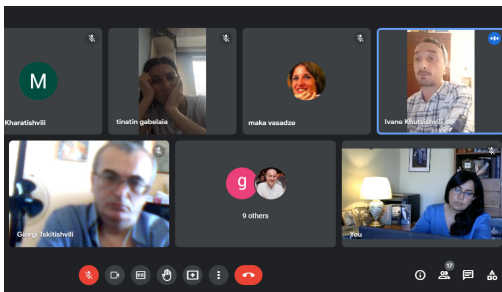 M
Kharatishvili
tinatin gabelaia
maka vasadze
Ivane Khutsishvili
Giorgi Tskitishvili
g
9 others
You
17